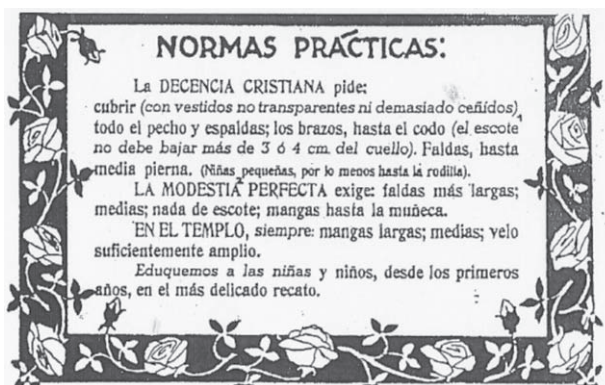 NORMAS PRÁCTICAS:
La DECENCIA CRISTIANA pide:
cubrir (con vestidos no transparentes ni demasiado ceñidos),
todo el pecho y espaldas; los brazos, hasta el codo (el escote
no debe bajar más de 3 ó 4 cm. del cuello). Faldas, hasta
media pierna. (Niñas pequeñas, por lo menos hasta la rodilla).
LA MODESTIA PERFECTA exige: faldas más largas;
medias; nada de escote; mangas hasta la muñeca.
EN EL TEMPLO, siempre: mangas largas; medias; velo
suficientemente amplio.
Eduquemos a las niñas y niños, desde los primeros
años, en el más delicado recato.